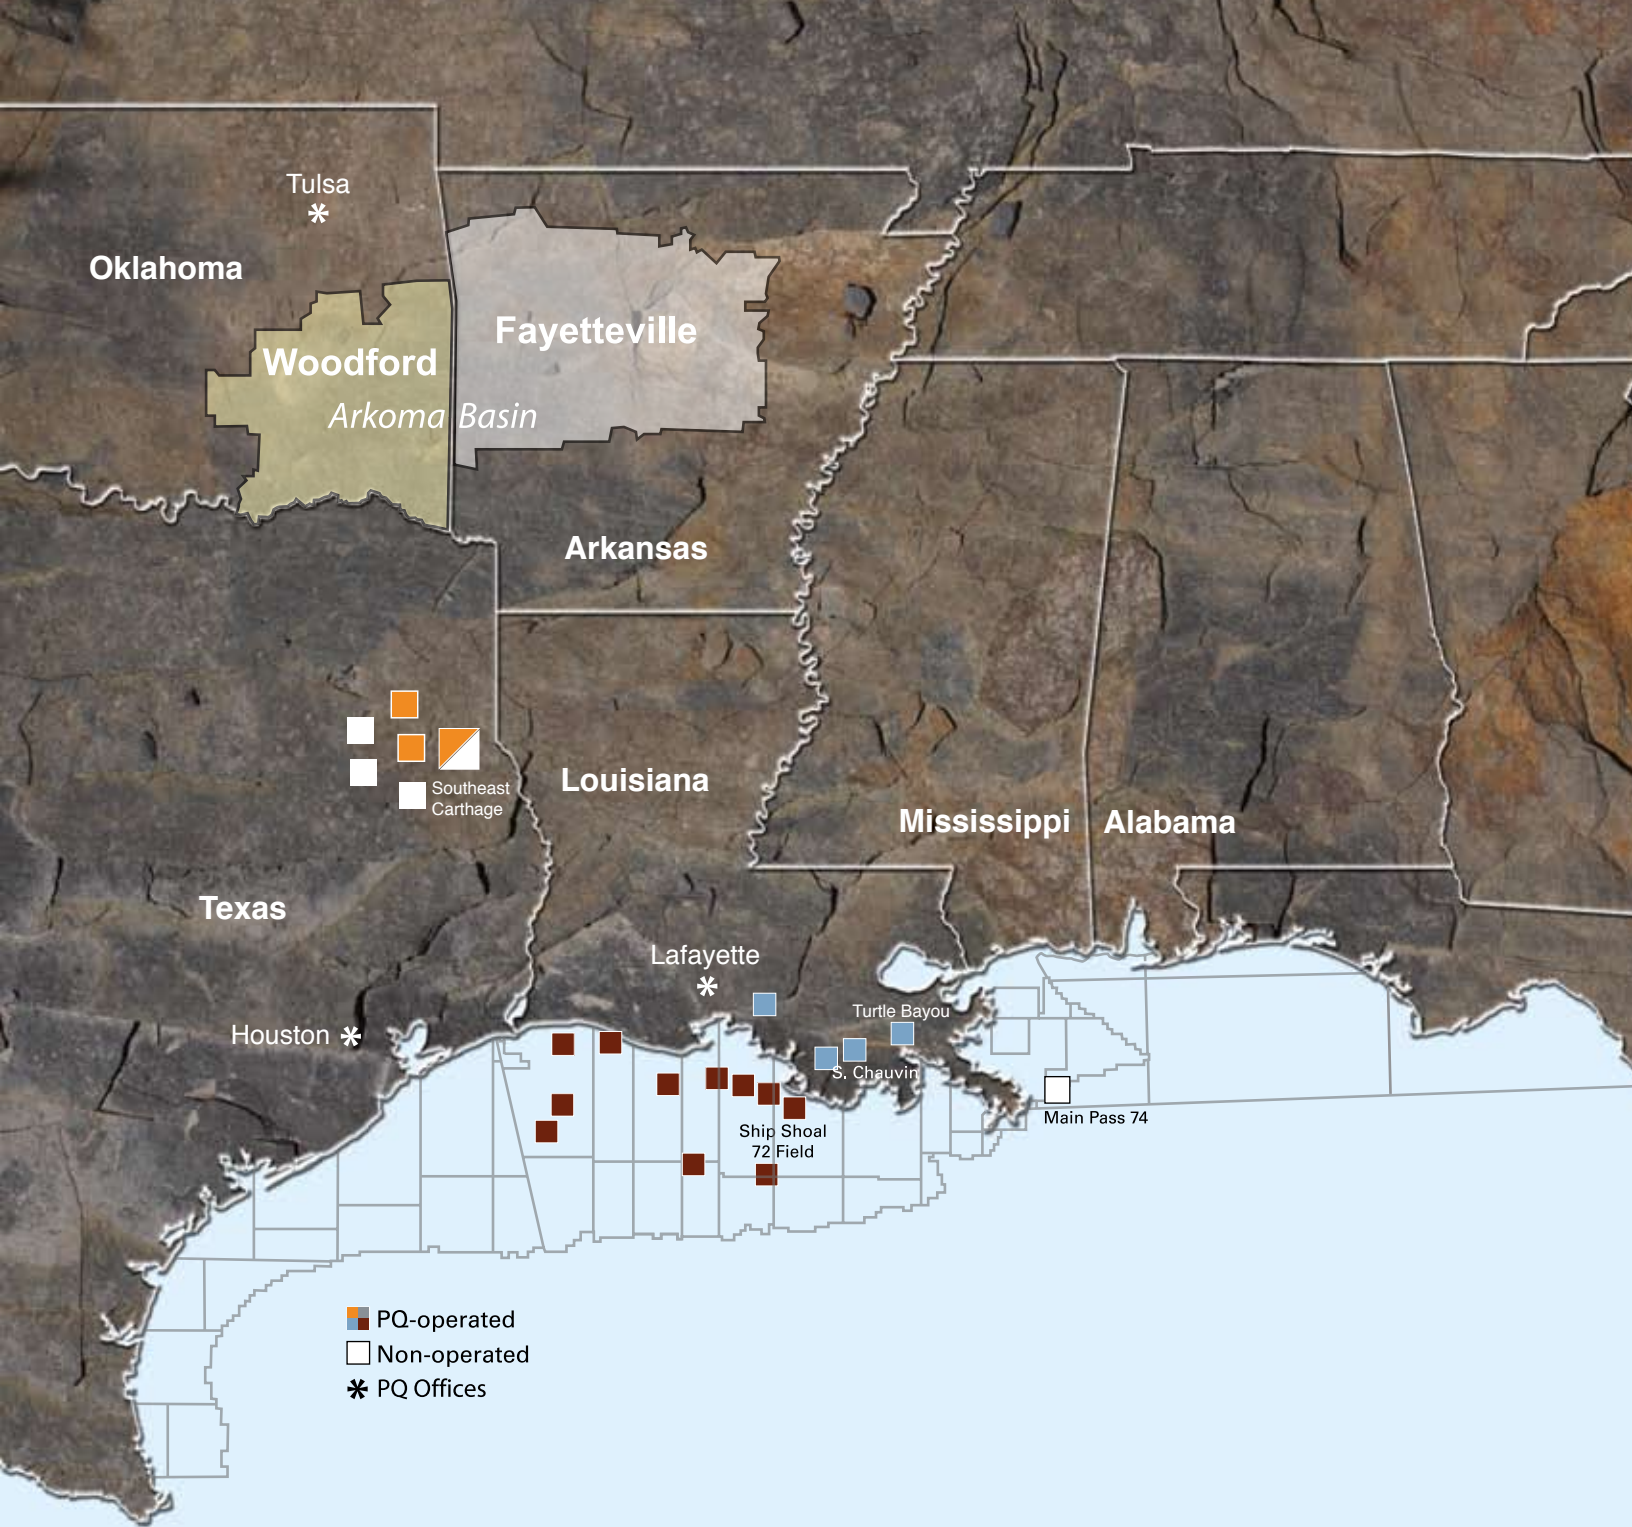 Tulsa
Oklahoma
Fayetteville
Woodford
Arkoma Basin
Arkansas
Southeast
Carthage
Louisiana
Mississippi
Alabama
Texas
Lafayette
Turtle Bayou
Houston
S. Chauvin
Main Pass 74
Ship Shoal
72 Field
PQ-operated
Non-operated
PQ Offices